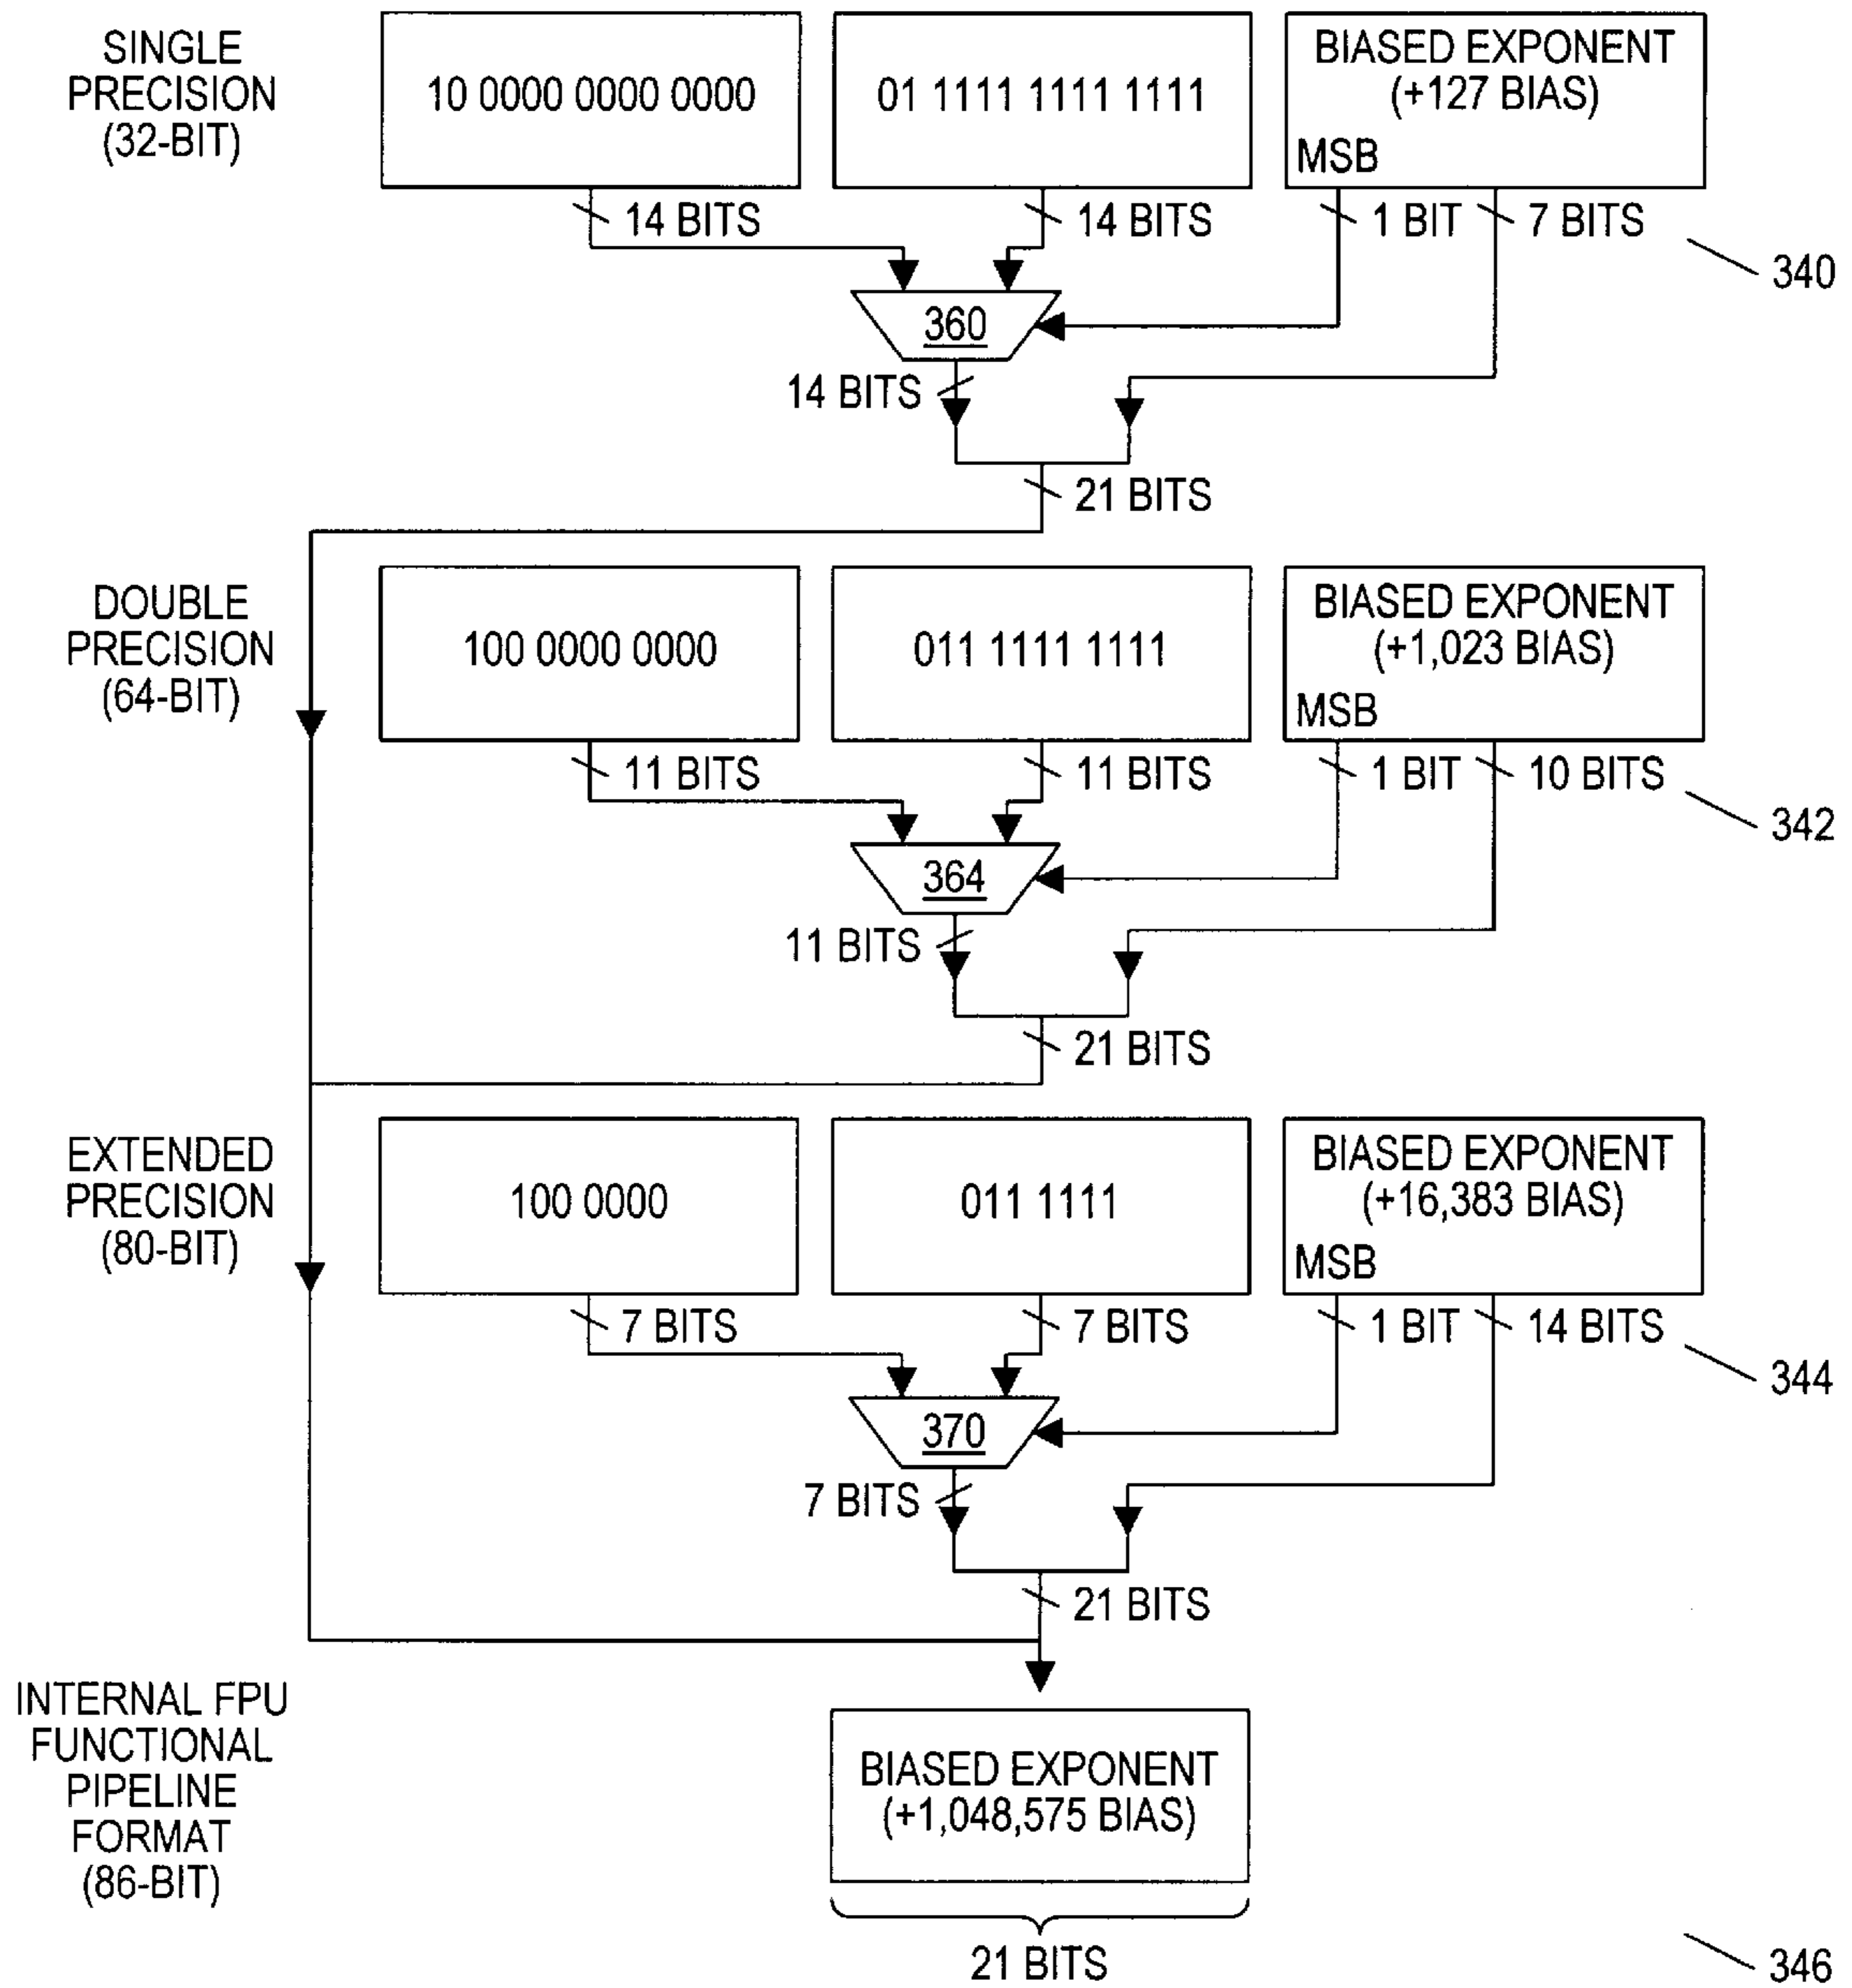 SINGLE
PRECISION
(32-BIT)
10 0000 0000 0000
01 1111 1111 1111
BIASED EXPONENT
(+127 BIAS)
MSB
14 BITS
14 BITS
1 BIT
7 BITS
340
360
14 BITS
21 BITS
DOUBLE
PRECISION
(64-BIT)
100 0000 0000
011 1111 1111
BIASED EXPONENT
(+1,023 BIAS)
MSB
11 BITS
11 BITS
1 BIT
10 BITS
342
364
11 BITS
21 BITS
EXTENDED
PRECISION
(80-BIT)
100 0000
011 1111
BIASED EXPONENT
(+16,383 BIAS)
MSB
7 BITS
7 BITS
1 BIT
14 BITS
344
370
7 BITS
21 BITS
INTERNAL FPU
FUNCTIONAL
PIPELINE
FORMAT
(86-BIT)
BIASED EXPONENT
(+1,048,575 BIAS)
21 BITS
346